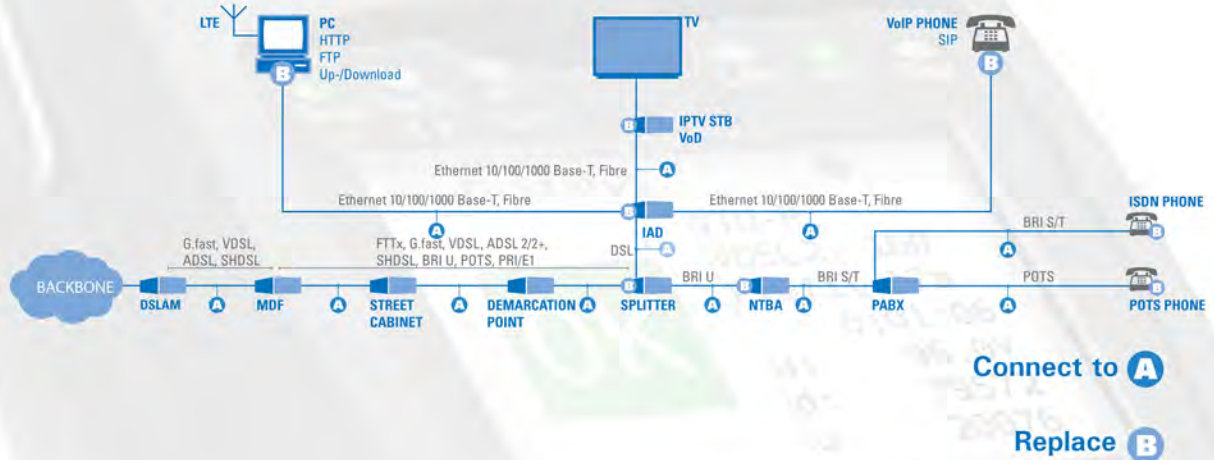 LTE
PC
HTTP
FTP
Up-/Download
B
TV
VoIP PHONE
SIP
B
B
IPTV STB
VoD
Ethernet 10/100/1000 Base-T, Fibre
A
Ethernet 10/100/1000 Base-T, Fibre
A
B
IAD
Ethernet 10/100/1000 Base-T, Fibre
A
DSL
A
BRI S/T
A
ISDN PHONE
B
G.fast, VDSL,
ADSL, SHDSL
FTTx, G.fast, VDSL, ADSL 2/2+,
SHDSL, BRI U, POTS, PRI/E1
BACKBONE
DSLAM
A
MDF
A
STREET
CABINET
A
DEMARCATION
POINT
A
B
SPLITTER
BRI U
A
B
NTBA
BRI S/T
A
PABX
POTS
A
B
POTS PHONE
Connect to A
Replace B
OK